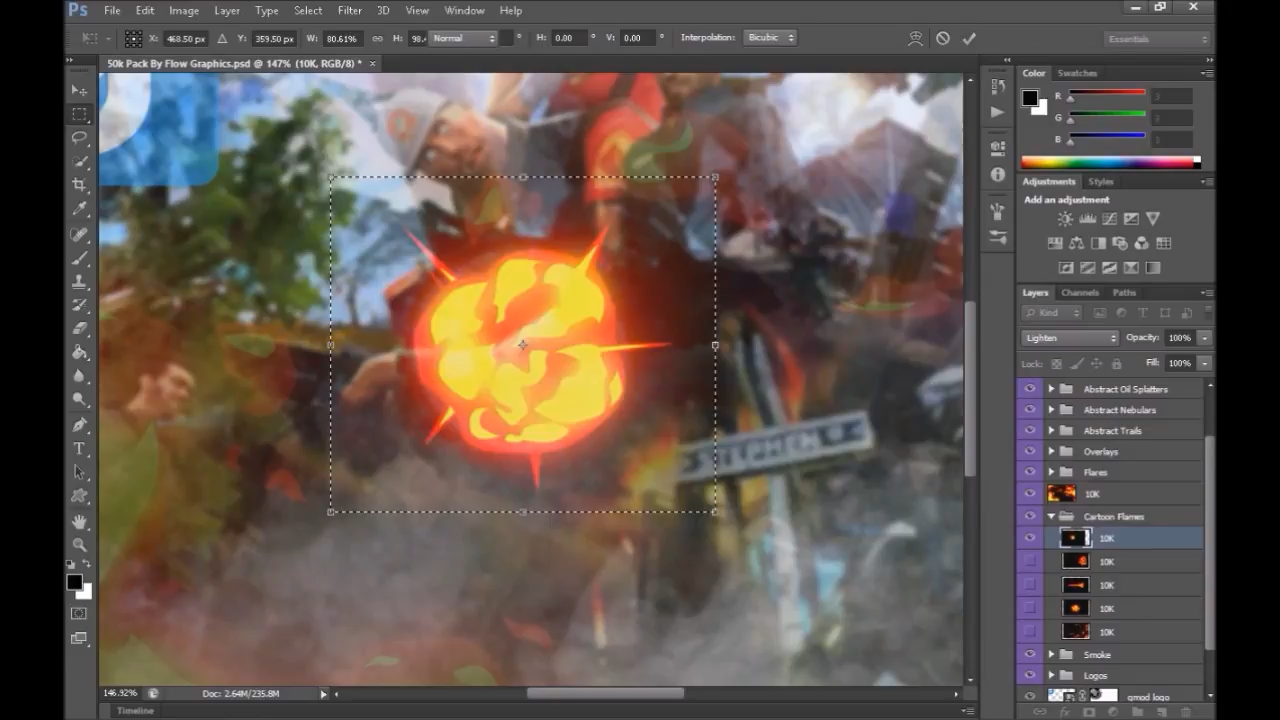 Ps File Edit Image Layer Type Select Filter 3D View Window Help
X: 468.50 px Y: 359.50 px W: 80.61% H: 98. Normal ° H: 0.00 ° V: 0.00 ° Interpolation: Bicubic Essentials
50k Pack By Flow Graphics.psd @ 147% (10K, RGB/8) *
Color Swatches
R
G
B
Adjustments Styles
Add an adjustment
Layers Channels Paths
Kind
Lighten Opacity: 100%
Lock: Fill: 100%
Abstract Oil Splatters
Abstract Nebulars
Abstract Trails
Overlays
Flares
10K
Cartoon Flames
10K
10K
10K
10K
10K
Smoke
Logos
gmod logo
STEPHEN
146.92% Doc: 2.64M/235.8M
Timeline